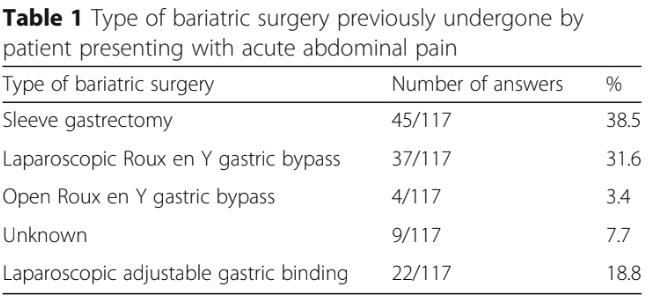 Table 1 Type of bariatric surgery previously undergone by
patient presenting with acute abdominal pain
Type of bariatric surgery Number of answers %
Sleeve gastrectomy 45/117 38.5
Laparoscopic Roux en Y gastric bypass 37/117 31.6
Open Roux en Y gastric bypass 4/117 3.4
Unknown 9/117 7.7
Laparoscopic adjustable gastric binding 22/117 18.8